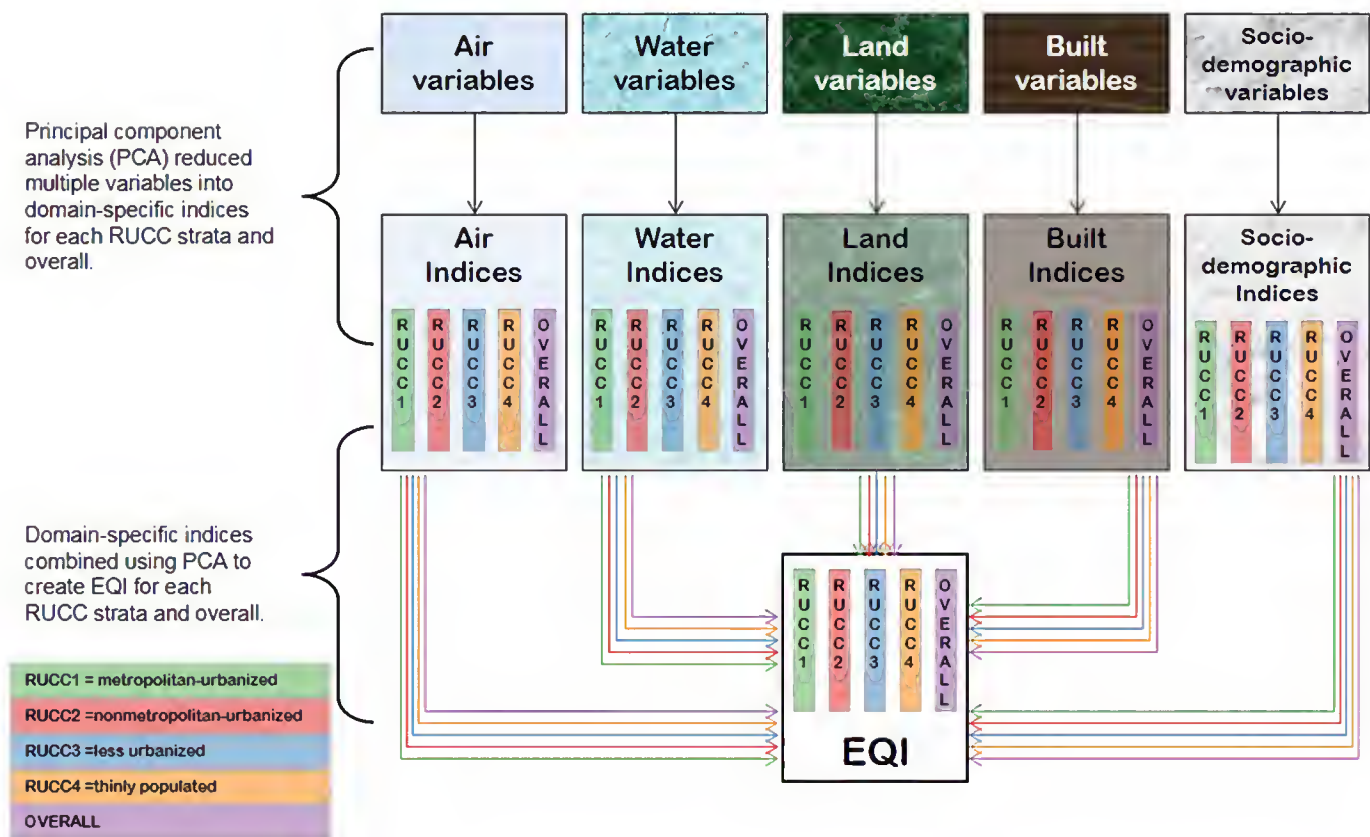 Air
variables
Water
variables
Land
variables
Built
variables
Socio-
demographic
variables
Principal component
analysis (PCA) reduced
multiple variables into
domain-specific indices
for each RUCC strata and
overall.
Air
Indices
RUCC1
RUCC2
RUCC3
RUCC4
OVERALL
Water
Indices
RUCC1
RUCC2
RUCC3
RUCC4
OVERALL
Land
Indices
RUCC1
RUCC2
RUCC3
RUCC4
OVERALL
Built
Indices
RUCC1
RUCC2
RUCC3
RUCC4
OVERALL
Socio-
demographic
Indices
RUCC1
RUCC2
RUCC3
RUCC4
OVERALL
Domain-specific indices
combined using PCA to
create EQI for each
RUCC strata and overall.
RUCC1
RUCC2
RUCC3
RUCC4
OVERALL
EQI
RUCC1 = metropolitan-urbanized
RUCC2 =nonmetropolitan-urbanized
RUCC3 =less urbanized
RUCC4 =thinly populated
OVERALL